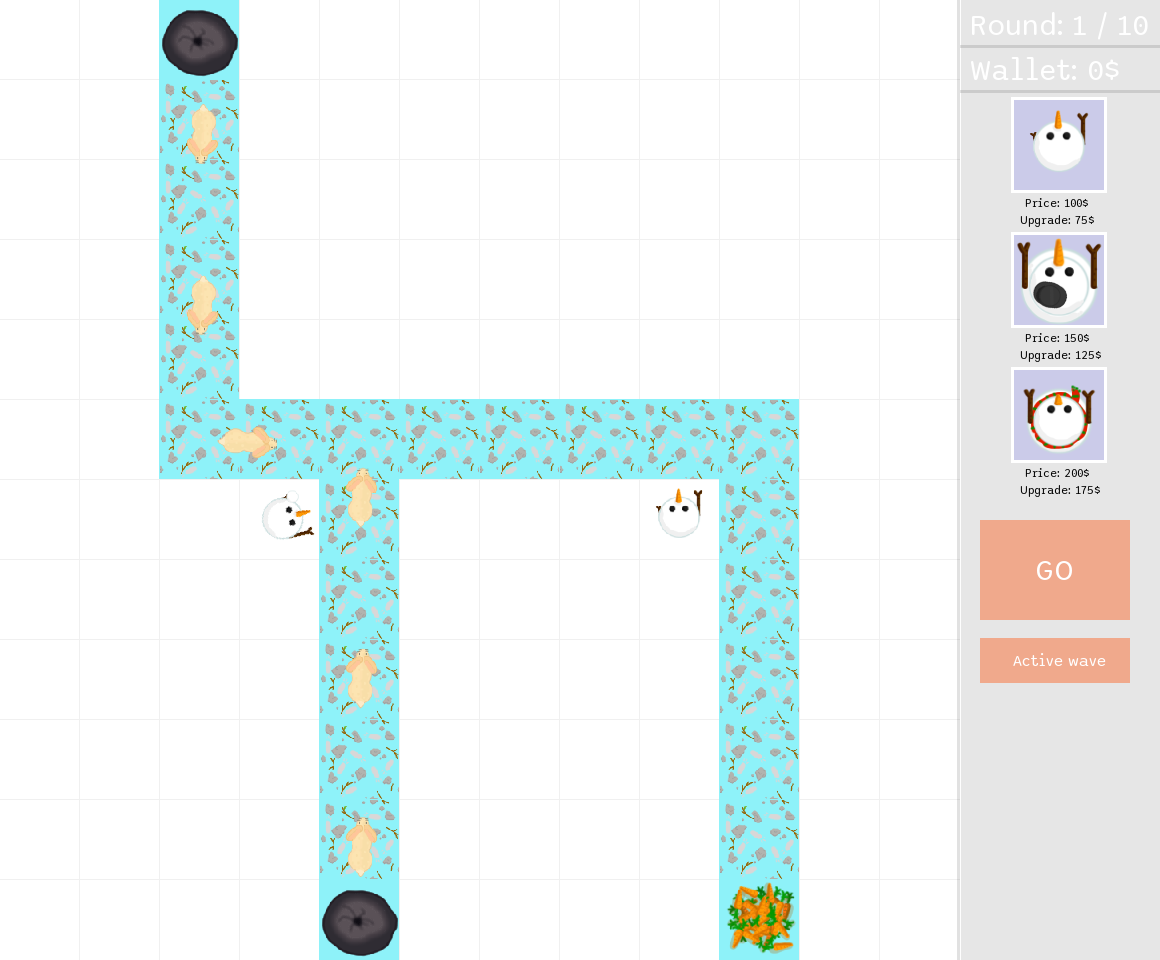 Round: 1 / 10
Wallet: 0$
Price: 100$
Upgrade: 75$
Price: 150$
Upgrade: 125$
Price: 200$
Upgrade: 175$
GO
Active wave